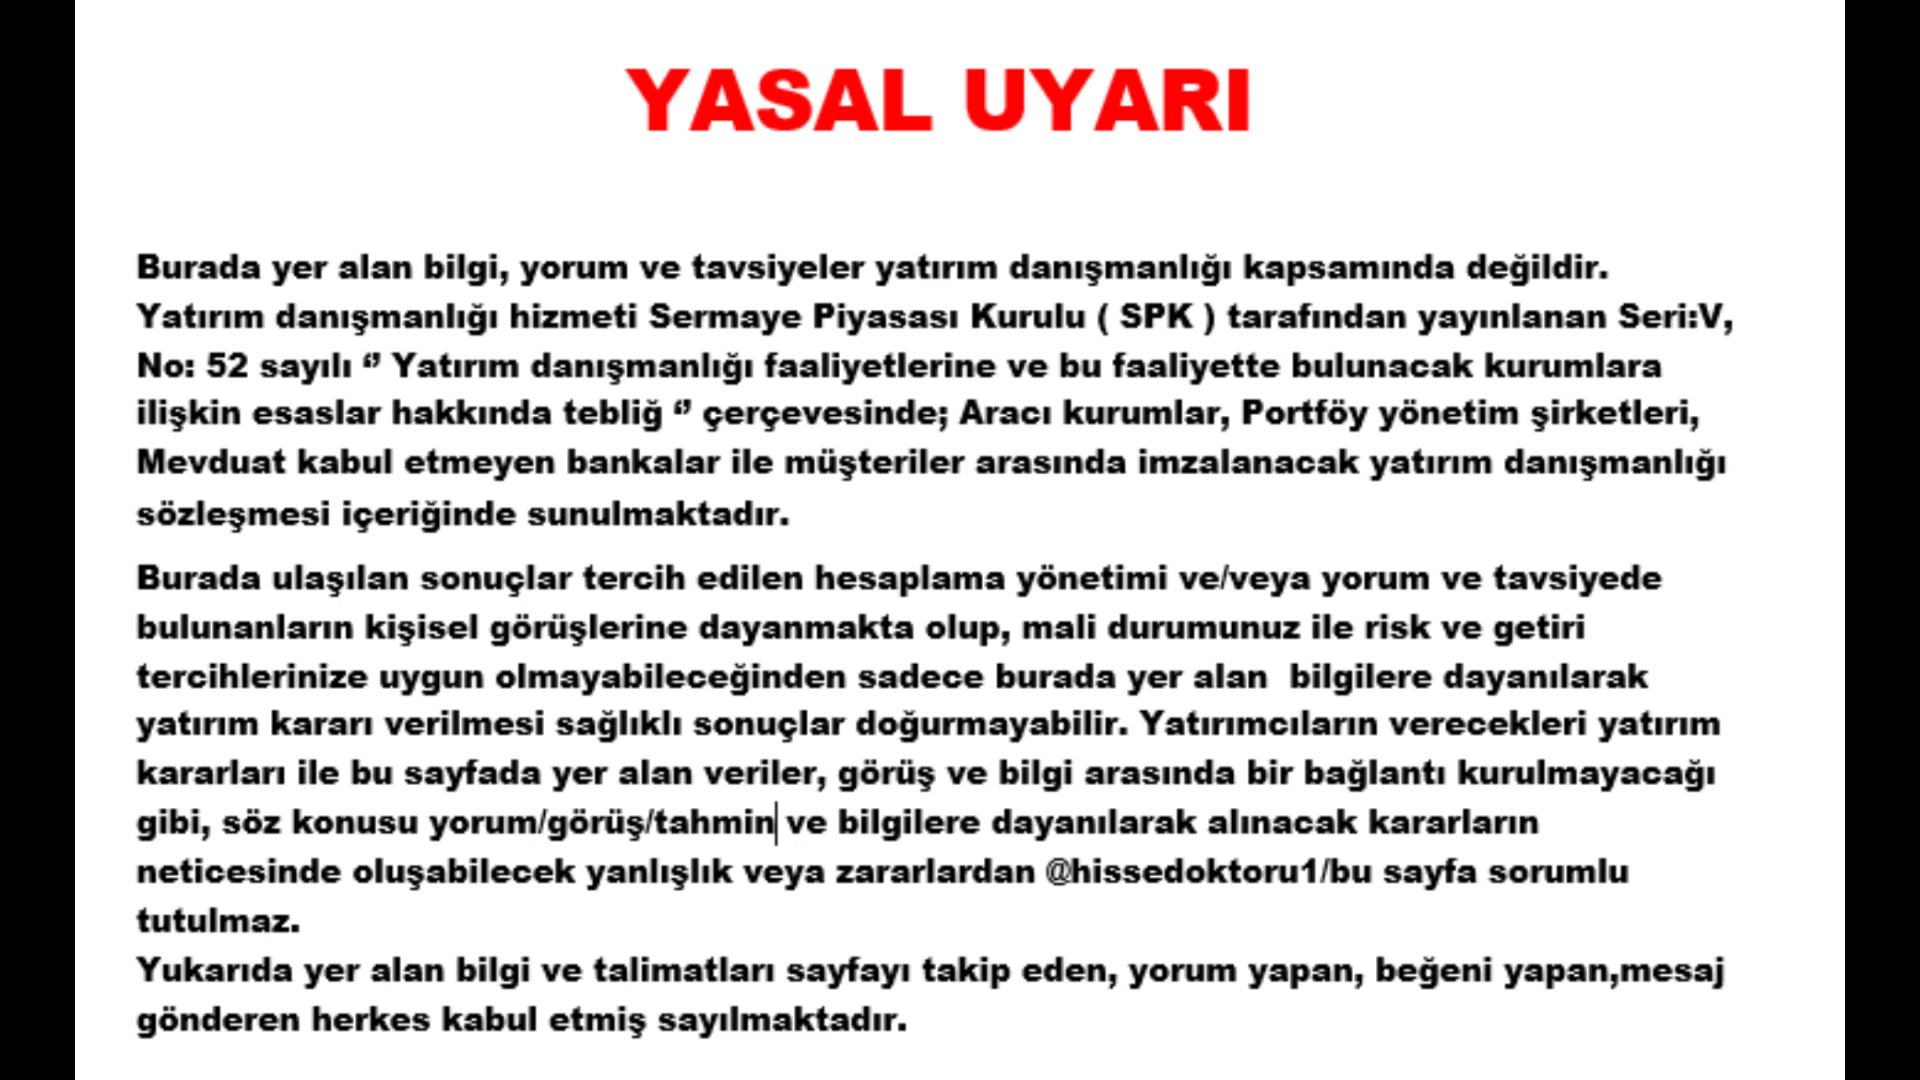 YASAL UYARI
Burada yer alan bilgi, yorum ve tavsiyeler yatırım danışmanlığı kapsamında değildir.
Yatırım danışmanlığı hizmeti Sermaye Piyasası Kurulu ( SPK ) tarafından yayınlanan Seri:V,
No: 52 sayılı “ Yatırım danışmanlığı faaliyetlerine ve bu faaliyette bulunacak kurumlara
ilişkin esaslar hakkında tebliğ “ çerçevesinde; Aracı kurumlar, Portföy yönetim şirketleri,
Mevduat kabul etmeyen bankalar ile müşteriler arasında imzalanacak yatırım danışmanlığı
sözleşmesi içeriğinde sunulmaktadır.
Burada ulaşılan sonuçlar tercih edilen hesaplama yönetimi ve/veya yorum ve tavsiyede
bulunanların kişisel görüşlerine dayanmakta olup, mali durumunuz ile risk ve getiri
tercihlerinize uygun olmayabileceğinden sadece burada yer alan  bilgilere dayanılarak
yatırım kararı verilmesi sağlıklı sonuçlar doğurmayabilir. Yatırımcıların verecekleri yatırım
kararları ile bu sayfada yer alan veriler, görüş ve bilgi arasında bir bağlantı kurulmayacağı
gibi, söz konusu yorum/görüş/tahmin ve bilgilere dayanılarak alınacak kararların
neticesinde oluşabilecek yanlışlık veya zararlardan @hissedoktoru1/bu sayfa sorumlu
tutulmaz.
Yukarıda yer alan bilgi ve talimatları sayfayı takip eden, yorum yapan, beğeni yapan,mesaj
gönderen herkes kabul etmiş sayılmaktadır.